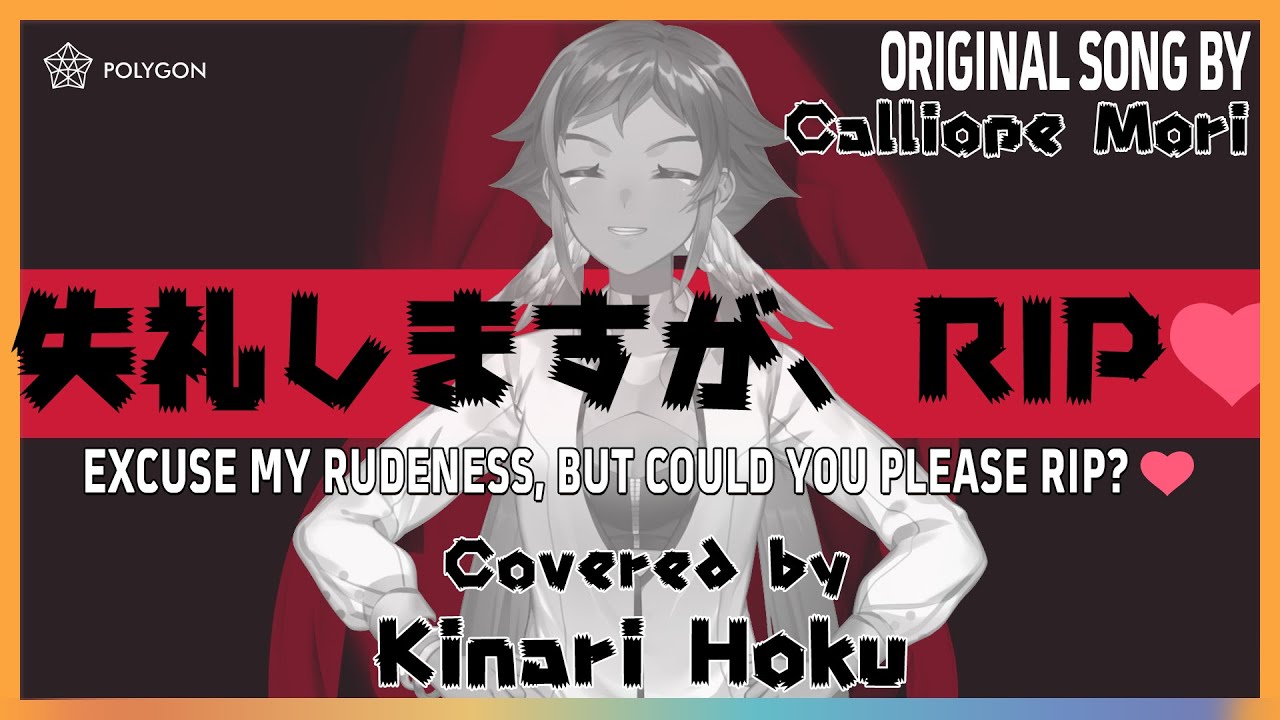 POLYGON
ORIGINAL SONG BY
Calliope Mori
失礼しますが、RIP♥
EXCUSE MY RUDENESS, BUT COULD YOU PLEASE RIP? ♥
Covered by
Kinari Hoku